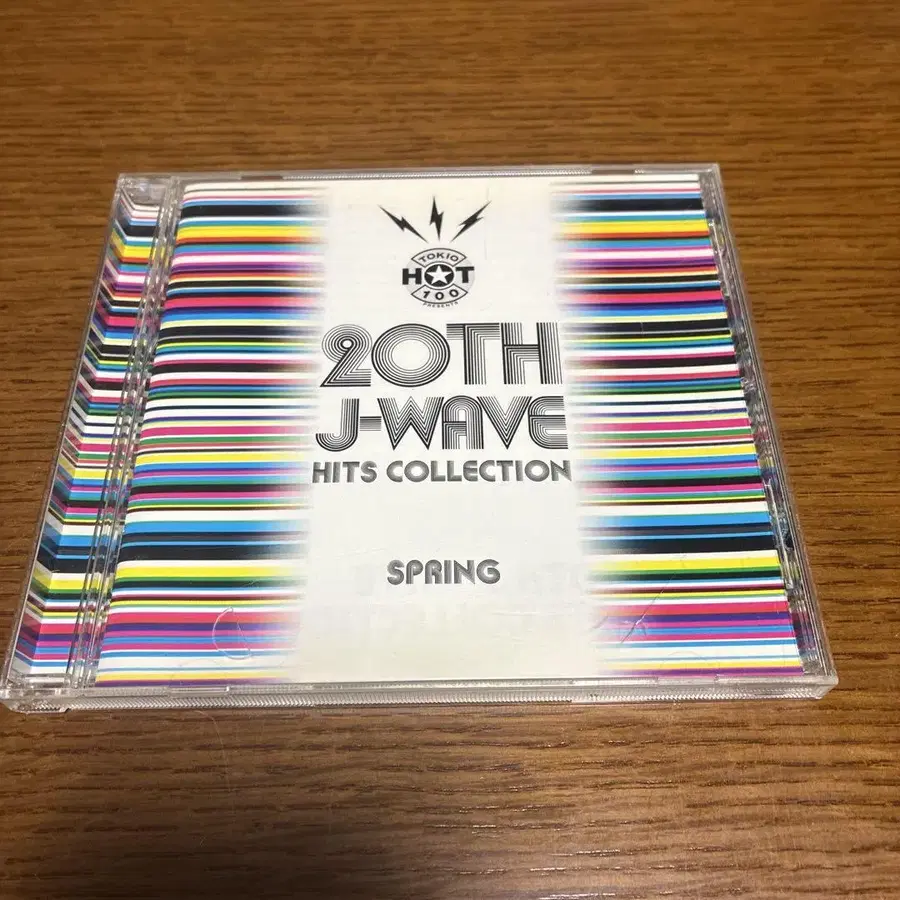 TOKIO
HOT
100
PRESENTS
20TH
J-WAVE
HITS COLLECTION
SPRING